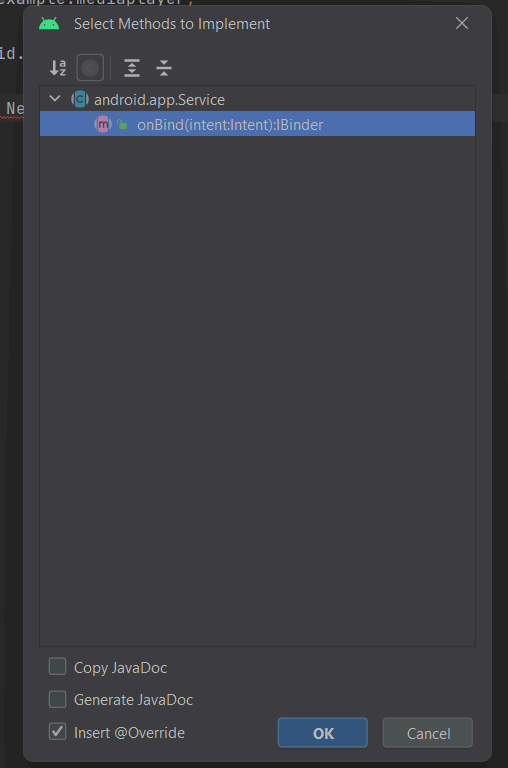 example.mediaplayer;
Select Methods to Implement
id.
android.app.Service
Ne
onBind(intent:Intent):IBinder
Copy JavaDoc
Generate JavaDoc
Insert @Override
OK
Cancel